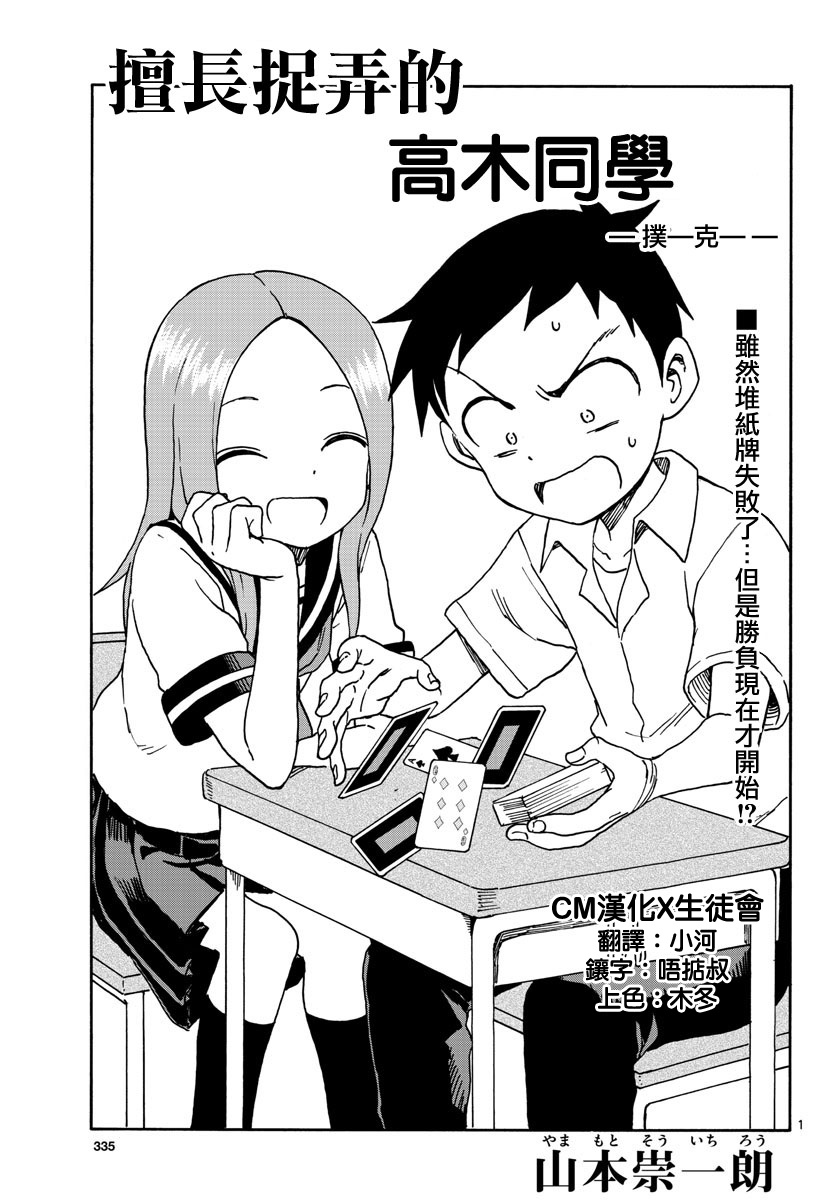 擅長捉弄的
高木同學
—撲—克——
■雖然堆紙牌失敗了…但是勝負現在才開始!?
CM漢化X生徒會
翻譯：小河
鑲字：唔掂叔
上色：木多
1
335
やま もと そう いち ろう
山本崇一朗